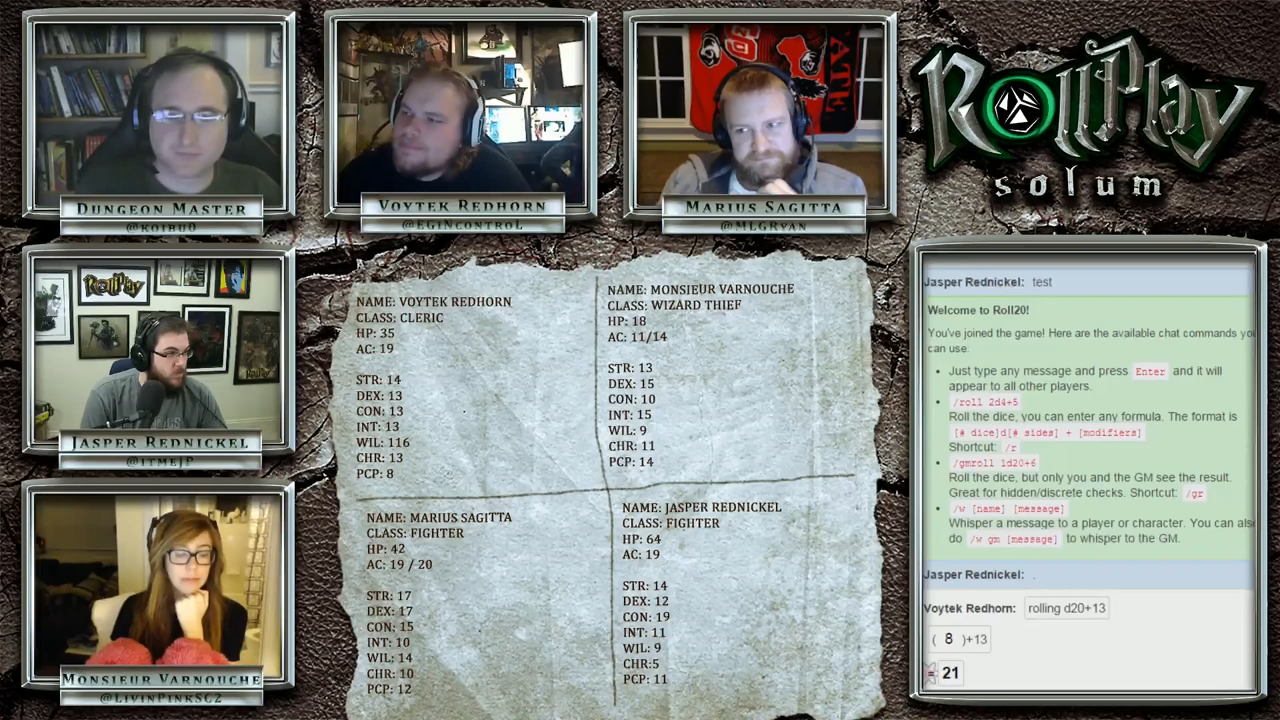 DUNGEON MASTER
@KOIBU0
VOYTEK REDHORN
@EGINCONTROL
MARIUS SAGITTA
@MLGRYAN
RollPlay
solum
RollPlay
JASPER REDNICKEL
@ITMEJP
MONSIEUR VARNOUCHE
@LIVINPINKSC2
NAME: VOYTEK REDHORN
CLASS: CLERIC
HP: 35
AC: 19
STR: 14
DEX: 13
CON: 13
INT: 13
WIL: 116
CHR: 13
PCP: 8
NAME: MONSIEUR VARNOUCHE
CLASS: WIZARD THIEF
HP: 18
AC: 11/14
STR: 13
DEX: 15
CON: 10
INT: 15
WIL: 9
CHR: 11
PCP: 14
NAME: MARIUS SAGITTA
CLASS: FIGHTER
HP: 42
AC: 19 / 20
STR: 17
DEX: 17
CON: 15
INT: 10
WIL: 14
CHR: 10
PCP: 12
NAME: JASPER REDNICKEL
CLASS: FIGHTER
HP: 64
AC: 19
STR: 14
DEX: 12
CON: 19
INT: 11
WIL: 9
CHR:5
PCP: 11
Jasper Rednickel: test
Welcome to Roll20!
You've joined the game! Here are the available chat commands you
can use.
Just type any message and press Enter and it will
appear to all other players.
/roll 2d4+5
Roll the dice, you can enter any formula. The format is
[# dice]d[# sides] + [modifiers]
Shortcut: /r
/gmroll 1d20+6
Roll the dice, but only you and the GM see the result.
Great for hidden/discrete checks. Shortcut: /gr
/w [name] [message]
Whisper a message to a player or character. You can also
do /w gm [message] to whisper to the GM.
Jasper Rednickel: .
Voytek Redhorn: rolling d20+13
( 8 )+13
= 21